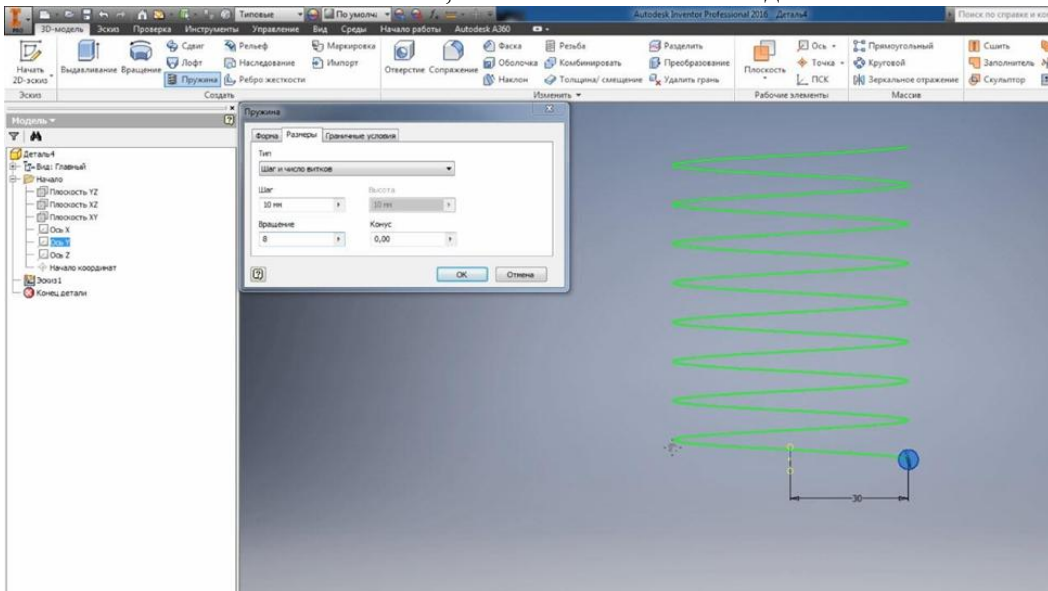 Типовые По умолч Autodesk Inventor Professional 2016 Деталь4 Поиск по справке и ком
PRO 3D-модель Эскиз Проверка Инструменты Управление Вид Среды Начало работы Autodesk A360
Начать 2D-эскиз Выдавливание Вращение Сдвиг Рельеф Маркировка Отверстие Сопряжение Фаска Резьба Разделить Плоскость Ось Прямоугольный Сшить
Лофт Наследование Импорт Оболочка Комбинировать Преобразование Точка Круговой Заполнитель
Пружина Ребро жесткости Наклон Толщина/ смещение Удалить грань ПСК Зеркальное отражение Скульптор
Эскиз Создать Изменить Рабочие элементы Массив
Модель
Деталь4
Вид: Главный
Начало
Плоскость YZ
Плоскость XZ
Плоскость XY
Ось X
Ось Y
Ось Z
Начало координат
Эскиз1
Конец детали
Пружина
Форма Размеры Граничные условия
Тип
Шаг и число витков
Шаг Высота
10 мм 10 мм
Вращение Конус
8 0,00
OK Отмена
30